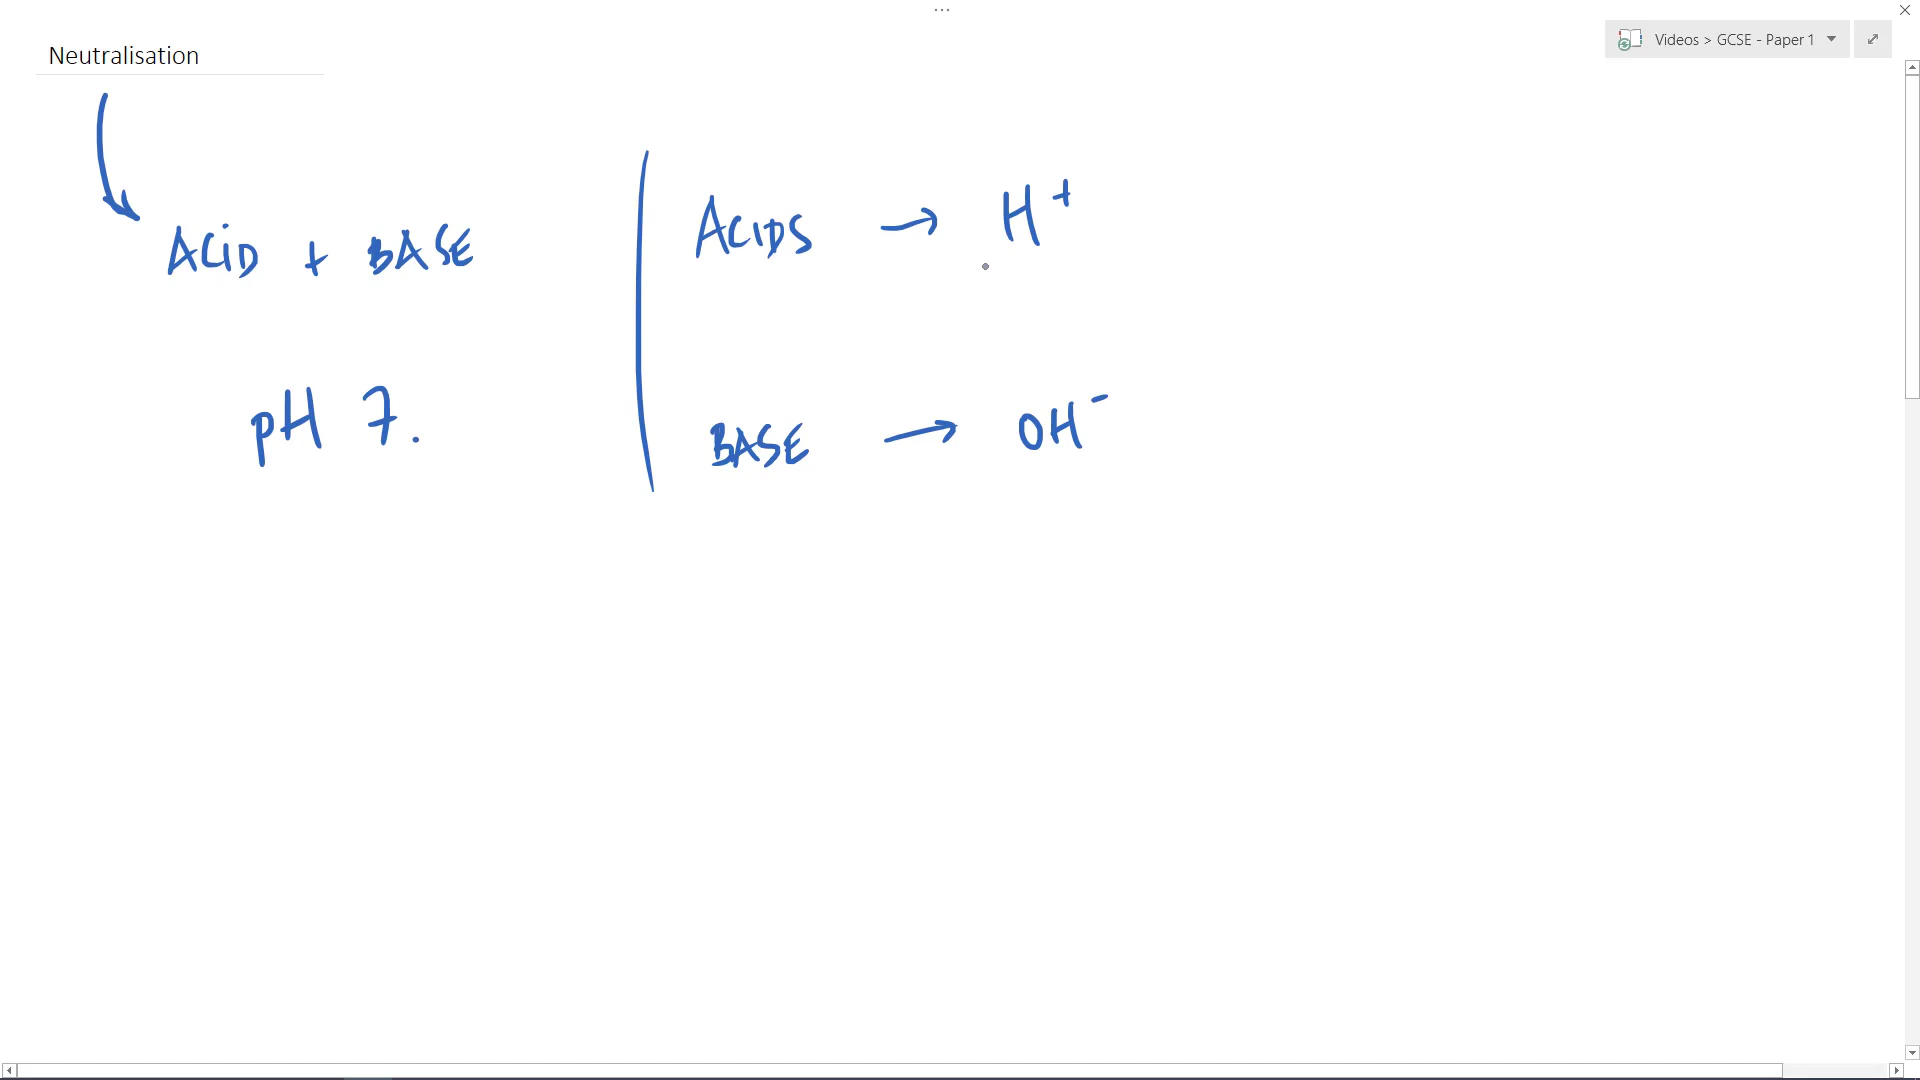 ...
Videos > GCSE - Paper 1
Neutralisation
ACiD + BASE
pH 7.
ACIDS → H⁺
BASE → OH⁻